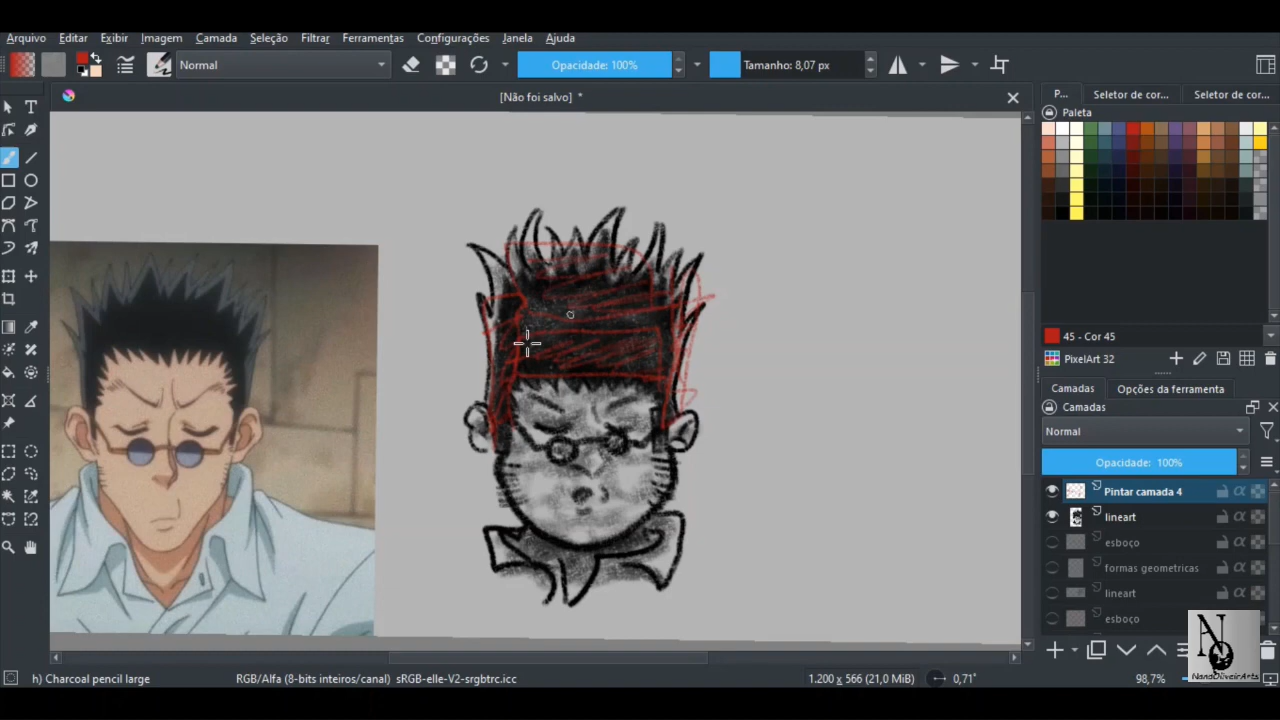 Arquivo Editar Exibir Imagem Camada Seleção Filtrar Ferramentas Configurações Janela Ajuda
Normal Opacidade: 100% Tamanho: 8,07 px
[Não foi salvo] *
P... Seletor de cor... Seletor de cor...
Paleta
45 - Cor 45
PixelArt 32
Camadas Opções da ferramenta
Camadas
Normal
Opacidade: 100%
Pintar camada 4
lineart
esboço
formas geometricas
lineart
esboço
NandOliveirArts
h) Charcoal pencil large RGB/Alfa (8-bits inteiros/canal) sRGB-elle-V2-srgbtrc.icc 1.200 x 566 (21,0 MiB) 0,71° 98,7%